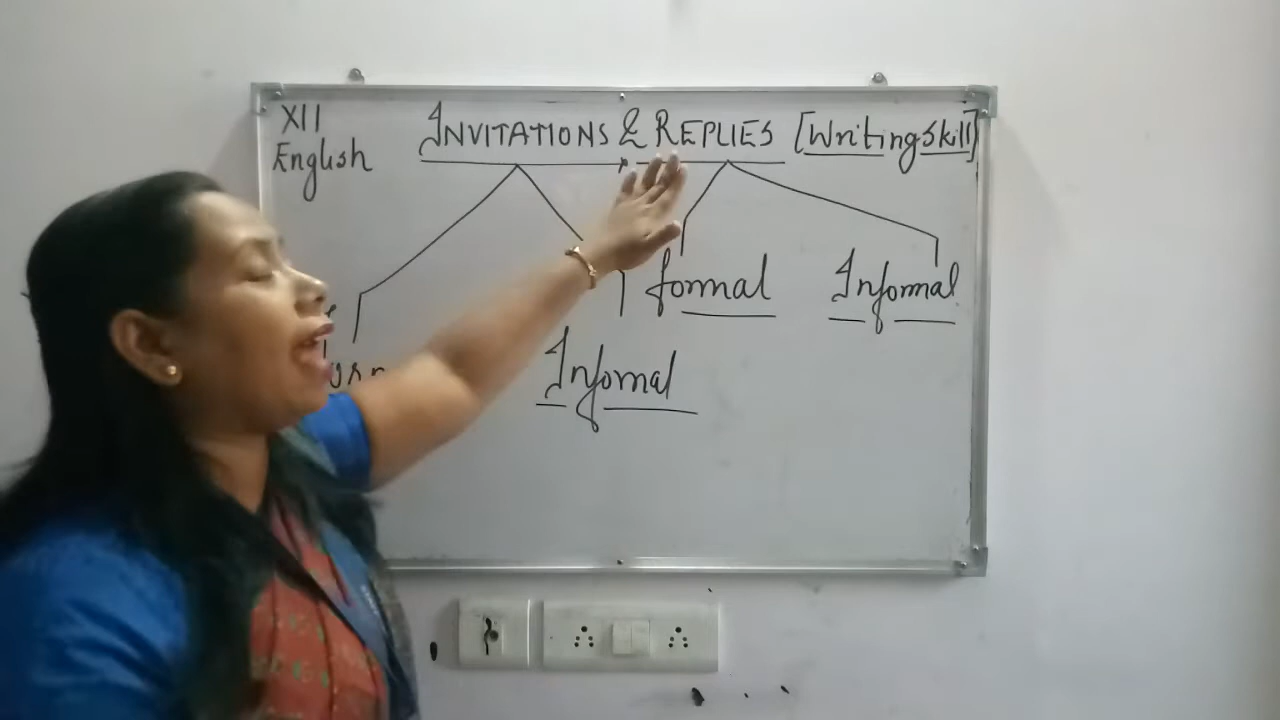 XII INVITATIONS & REPLIES [Writing Skill]
English
formal Informal
Informal